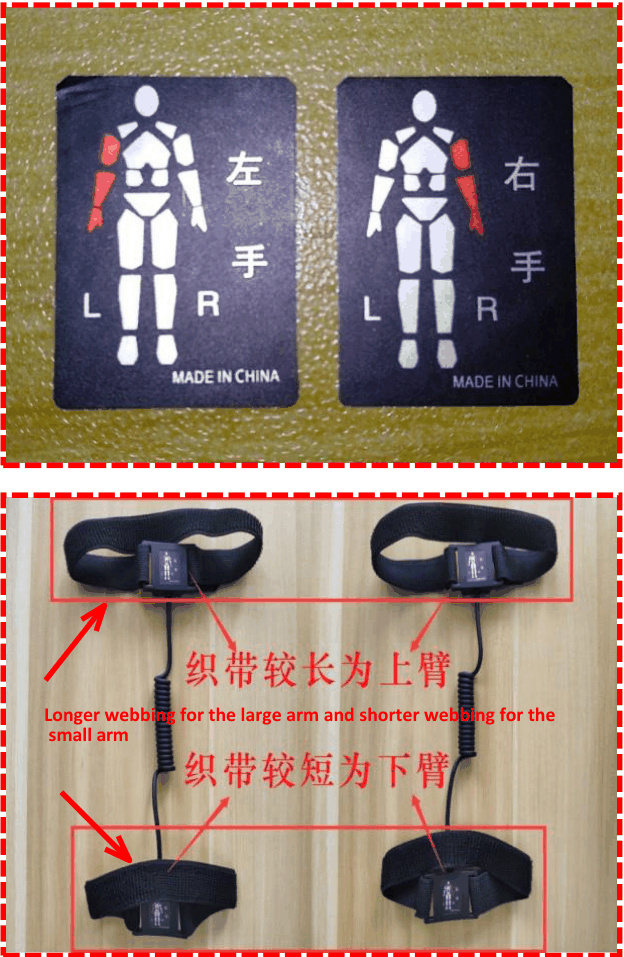 左
手
L
R
MADE IN CHINA
右
手
L
R
MADE IN CHINA
织带较长为上臂
Longer webbing for the large arm and shorter webbing for the
small arm
织带较短为下臂